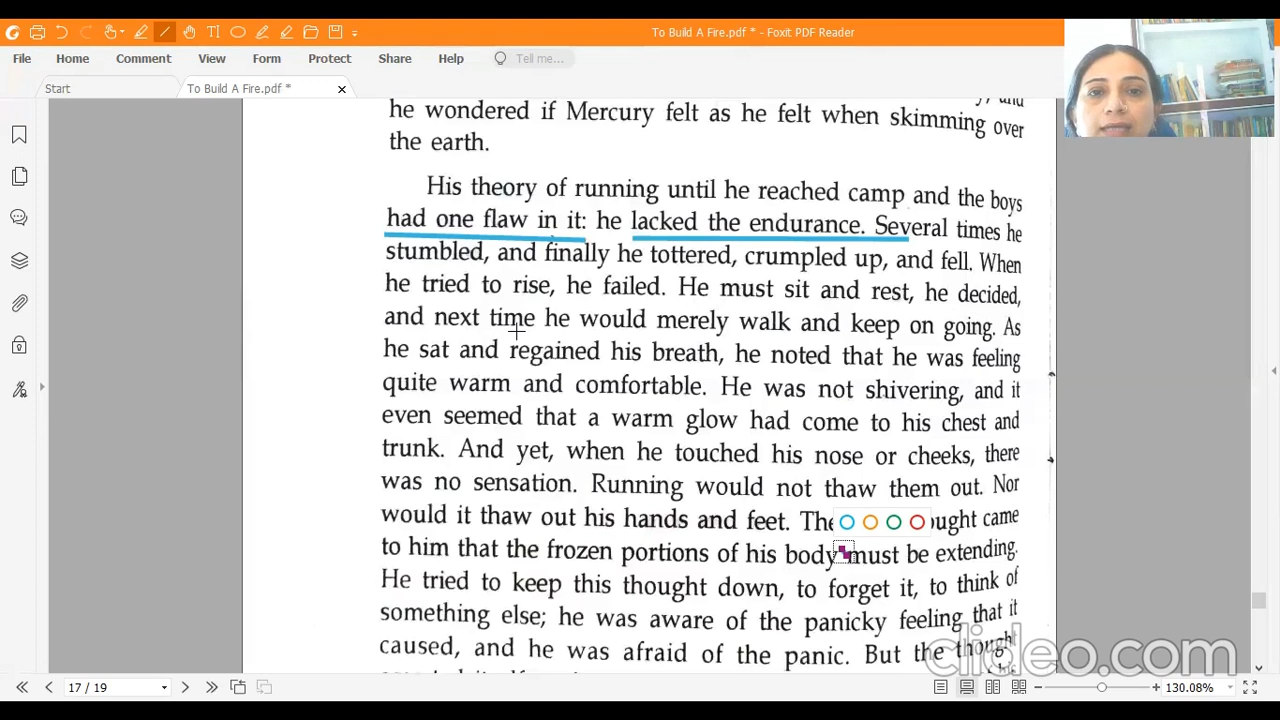 To Build A Fire.pdf * - Foxit PDF Reader
File Home Comment View Form Protect Share Help Tell me...
Start To Build A Fire.pdf *
he wondered if Mercury felt as he felt when skimming over
the earth.
His theory of running until he reached camp and the boys
had one flaw in it: he lacked the endurance. Several times he
stumbled, and finally he tottered, crumpled up, and fell. When
he tried to rise, he failed. He must sit and rest, he decided,
and next time he would merely walk and keep on going. As
he sat and regained his breath, he noted that he was feeling
quite warm and comfortable. He was not shivering, and it
even seemed that a warm glow had come to his chest and
trunk. And yet, when he touched his nose or cheeks, there
was no sensation. Running would not thaw them out. Nor
would it thaw out his hands and feet. The ought came
to him that the frozen portions of his body must be extending.
He tried to keep this thought down, to forget it, to think of
something else; he was aware of the panicky feeling that it
caused, and he was afraid of the panic. But the thought
clideo.com
17 / 19 130.08%